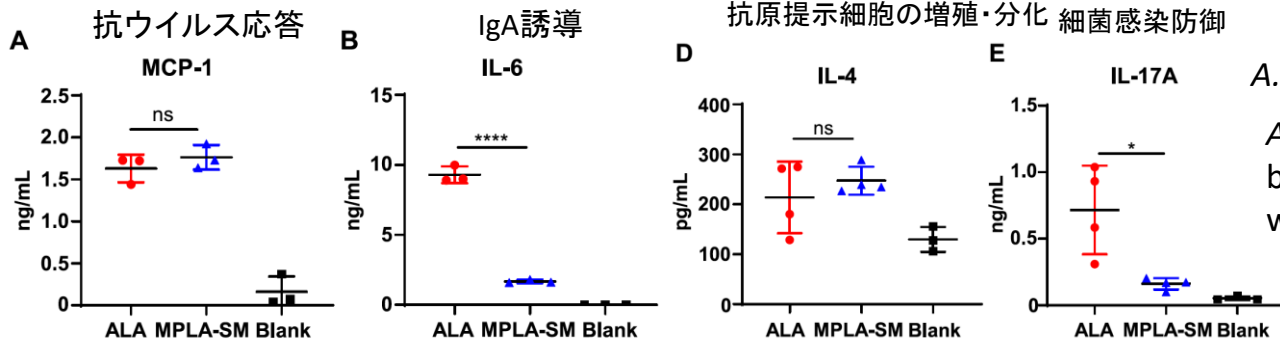 抗ウイルス応答
IgA誘導
抗原提示細胞の増殖・分化
細菌感染防御
A
MCP-1
2.5
2.0
1.5
1.0
0.5
0
ng/mL
ns
ALA MPLA-SM Blank
B
IL-6
15
10
5
0
ng/mL
****
ALA MPLA-SM Blank
D
IL-4
400
300
200
100
0
pg/mL
ns
ALA MPLA-SM Blank
E
IL-17A
1.5
1.0
0.5
0
ng/mL
*
ALA MPLA-SM Blank
A.
A
b
w